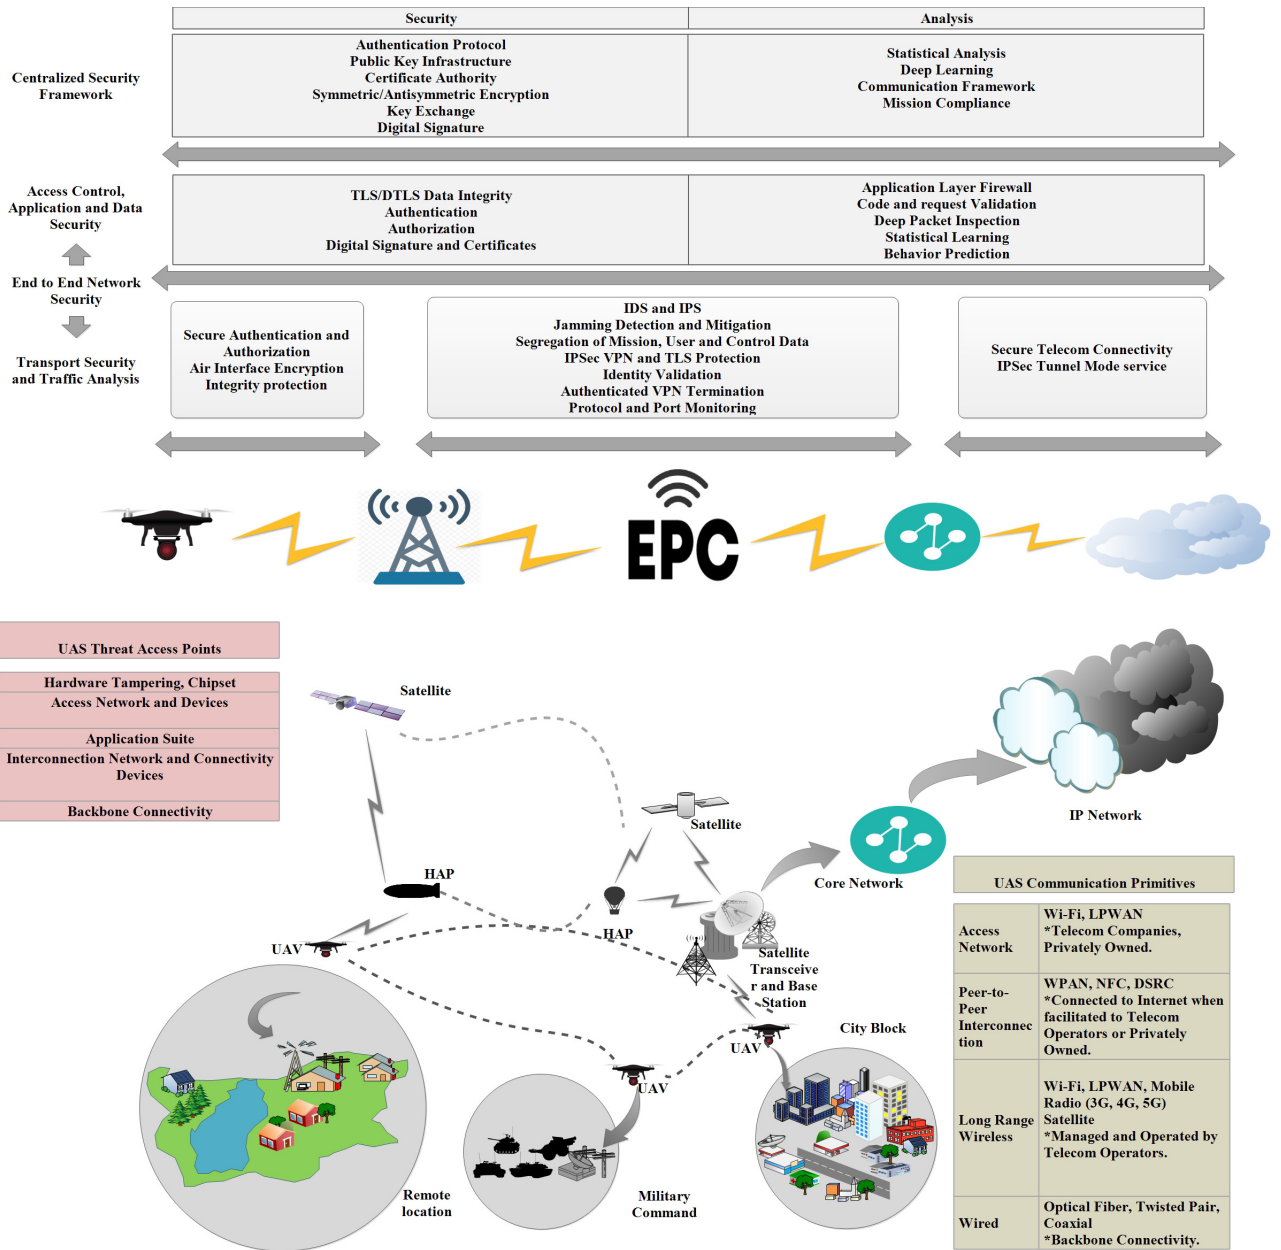 Security
Analysis
Centralized Security
Framework
Authentication Protocol
Public Key Infrastructure
Certificate Authority
Symmetric/Antisymmetric Encryption
Key Exchange
Digital Signature
Statistical Analysis
Deep Learning
Communication Framework
Mission Compliance
Access Control,
Application and Data
Security
TLS/DTLS Data Integrity
Authentication
Authorization
Digital Signature and Certificates
Application Layer Firewall
Code and request Validation
Deep Packet Inspection
Statistical Learning
Behavior Prediction
End to End Network
Security
Transport Security
and Traffic Analysis
Secure Authentication and
Authorization
Air Interface Encryption
Integrity protection
IDS and IPS
Jamming Detection and Mitigation
Segregation of Mission, User and Control Data
IPSec VPN and TLS Protection
Identity Validation
Authenticated VPN Termination
Protocol and Port Monitoring
Secure Telecom Connectivity
IPSec Tunnel Mode service
EPC
UAS Threat Access Points
Hardware Tampering, Chipset
Access Network and Devices
Application Suite
Interconnection Network and Connectivity
Devices
Backbone Connectivity
Satellite
Satellite
HAP
HAP
UAV
Satellite
Transceive
r and Base
Station
Core Network
IP Network
UAV
UAV
City Block
Remote
location
Military
Command
UAS Communication Primitives
Access
Network
Wi-Fi, LPWAN
*Telecom Companies,
Privately Owned.
Peer-to-
Peer
Interconnec
tion
WPAN, NFC, DSRC
*Connected to Internet when
facilitated to Telecom
Operators or Privately
Owned.
Long Range
Wireless
Wi-Fi, LPWAN, Mobile
Radio (3G, 4G, 5G)
Satellite
*Managed and Operated by
Telecom Operators.
Wired
Optical Fiber, Twisted Pair,
Coaxial
*Backbone Connectivity.